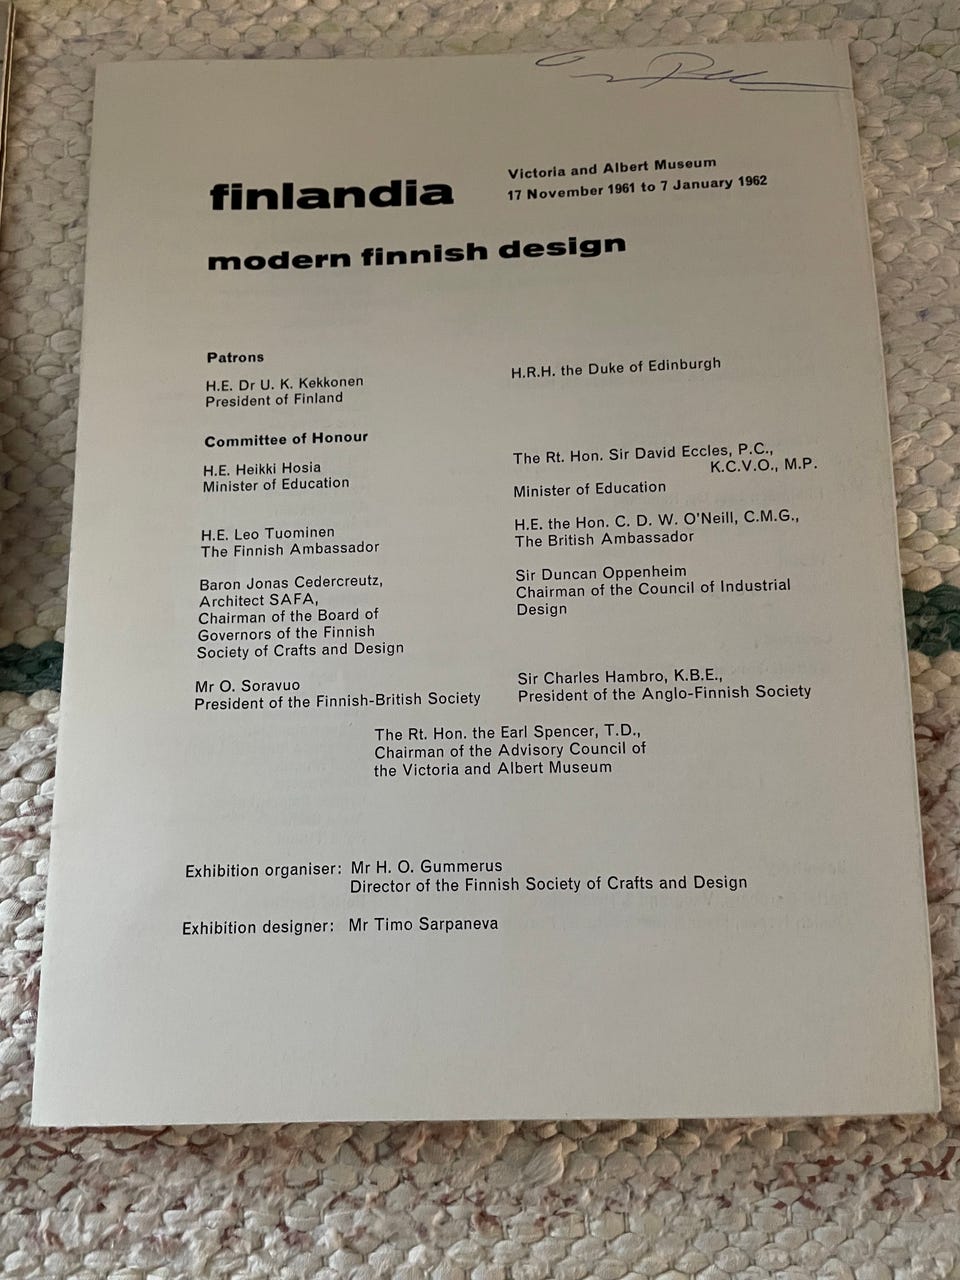 finlandia
Victoria and Albert Museum
17 November 1961 to 7 January 1962
modern finnish design
Patrons
H.E. Dr U. K. Kekkonen
President of Finland
H.R.H. the Duke of Edinburgh
Committee of Honour
H.E. Heikki Hosia
Minister of Education
The Rt. Hon. Sir David Eccles, P.C.,
K.C.V.O., M.P.
Minister of Education
H.E. Leo Tuominen
The Finnish Ambassador
H.E. the Hon. C. D. W. O'Neill, C.M.G.,
The British Ambassador
Baron Jonas Cedercreutz,
Architect SAFA,
Chairman of the Board of
Governors of the Finnish
Society of Crafts and Design
Sir Duncan Oppenheim
Chairman of the Council of Industrial
Design
Mr O. Soravuo
President of the Finnish-British Society
Sir Charles Hambro, K.B.E.,
President of the Anglo-Finnish Society
The Rt. Hon. the Earl Spencer, T.D.,
Chairman of the Advisory Council of
the Victoria and Albert Museum
Exhibition organiser: Mr H. O. Gummerus
Director of the Finnish Society of Crafts and Design
Exhibition designer: Mr Timo Sarpaneva